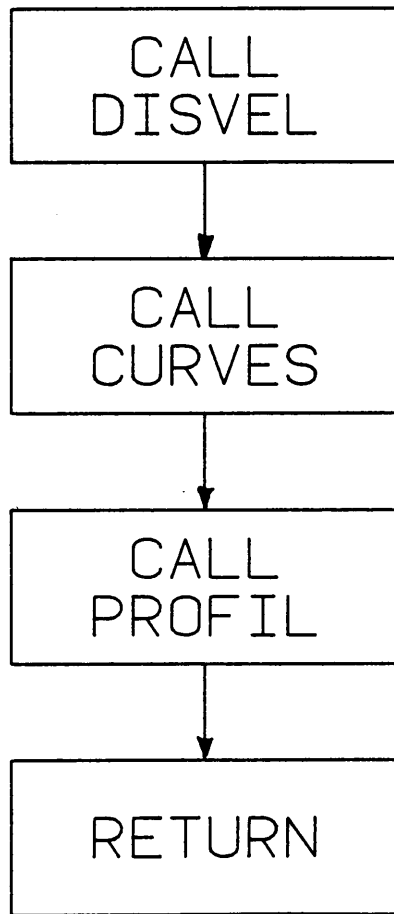 CALL
DISVEL
CALL
CURVES
CALL
PROFIL
RETURN